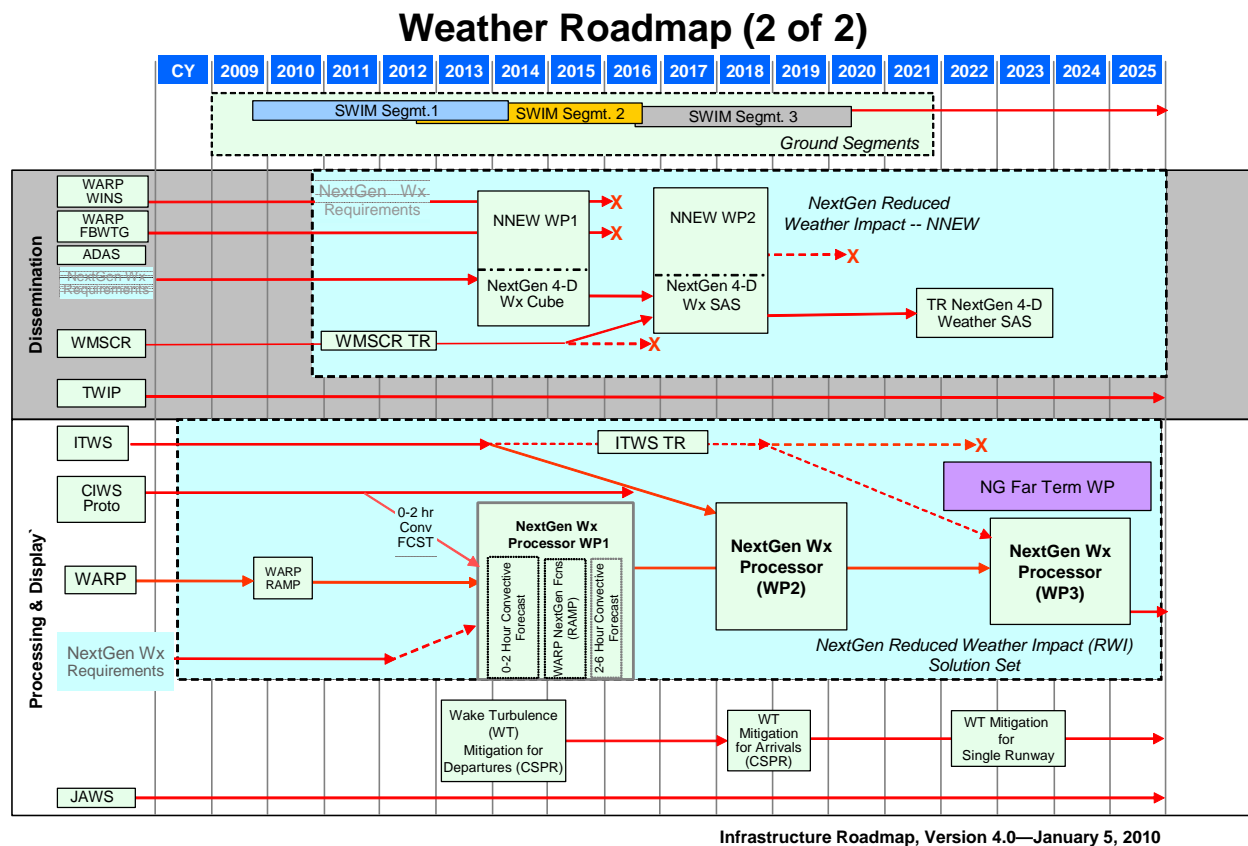 Weather Roadmap (2 of 2)
CY 2009 2010 2011 2012 2013 2014 2015 2016 2017 2018 2019 2020 2021 2022 2023 2024 2025
SWIM Segmt.1
SWIM Segmt. 2
SWIM Segmt. 3
Ground Segments
Dissemination
WARP
WINS
WARP
FBWTG
ADAS
NextGen Wx
Requirements
WMSCR
TWIP
NextGen Wx
Requirements
NNEW WP1
NextGen 4-D
Wx Cube
X
X
NNEW WP2
NextGen 4-D
Wx SAS
NextGen Reduced
Weather Impact -- NNEW
X
TR NextGen 4-D
Weather SAS
WMSCR TR
X
Processing & Display`
ITWS
CIWS
Proto
WARP
NextGen Wx
Requirements
JAWS
ITWS TR
X
NG Far Term WP
0-2 hr
Conv
FCST
WARP
RAMP
NextGen Wx
Processor WP1
0-2 Hour Convective
Forecast
WARP NextGen Fcns
(RAMP)
2-6 Hour Convective
Forecast
NextGen Wx
Processor
(WP2)
NextGen Wx
Processor
(WP3)
NextGen Reduced Weather Impact (RWI)
Solution Set
Wake Turbulence
(WT)
Mitigation for
Departures (CSPR)
WT
Mitigation
for Arrivals
(CSPR)
WT Mitigation
for
Single Runway
Infrastructure Roadmap, Version 4.0—January 5, 2010